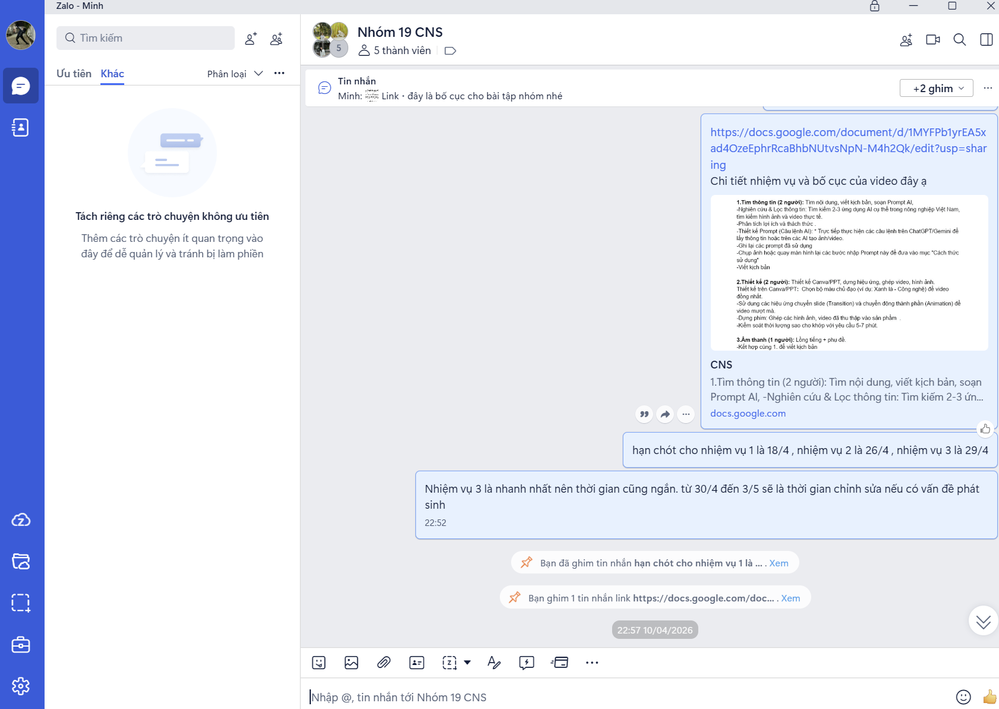 Zalo - Minh
Tìm kiếm
Ưu tiên Khác Phân loại
Tách riêng các trò chuyện không ưu tiên
Thêm các trò chuyện ít quan trọng vào
đây để dễ quản lý và tránh bị làm phiền
Nhóm 19 CNS
5
5 thành viên
Tin nhắn
Minh: Link • đây là bố cục cho bài tập nhóm nhé
+2 ghim
https://docs.google.com/document/d/1MYFPb1yrEA5x
ad4OzeEphrRcaBhbNUtvsNpN-M4h2Qk/edit?usp=shar
ing
Chi tiết nhiệm vụ và bố cục của video đây ạ
1.Tìm thông tin (2 người): Tìm nội dung, viết kịch bản, soạn Prompt AI,
-Nghiên cứu & Lọc thông tin: Tìm kiếm 2-3 ứng dụng AI cụ thể trong nông nghiệp Việt Nam,
tìm kiếm hình ảnh và video thực tế.
-Phân tích lợi ích và thách thức .
-Thiết kế Prompt (Câu lệnh AI): * Trực tiếp thực hiện các câu lệnh trên ChatGPT/Gemini để
lấy thông tin hoặc trên các AI tạo ảnh/video.
-Ghi lại các prompt đã sử dụng
-Chụp ảnh hoặc quay màn hình lại các bước nhập Prompt này để đưa vào mục "Cách thức
sử dụng"
-Viết kịch bản
2.Thiết kế (2 người): Thiết kế Canva/PPT, dựng hiệu ứng, ghép video, hình ảnh.
Thiết kế trên Canva/PPT: Chọn bộ màu chủ đạo (ví dụ: Xanh lá - Công nghệ) để video
đồng nhất.
-Sử dụng các hiệu ứng chuyển slide (Transition) và chuyển động thành phần (Animation) để
video mượt mà.
-Dựng phim: Ghép các hình ảnh, video đã thu thập vào sản phẩm .
-Kiểm soát thời lượng sao cho khớp với yêu cầu 5-7 phút.
3.Âm thanh (1 người): Lồng tiếng + phụ đề.
-Kết hợp cùng 1. để viết kịch bản
CNS
1.Tìm thông tin (2 người): Tìm nội dung, viết kịch bản, soạn
Prompt AI, -Nghiên cứu & Lọc thông tin: Tìm kiếm 2-3 ứn...
docs.google.com
hạn chót cho nhiệm vụ 1 là 18/4 , nhiệm vụ 2 là 26/4 , nhiệm vụ 3 là 29/4
Nhiệm vụ 3 là nhanh nhất nên thời gian cũng ngắn. từ 30/4 đến 3/5 sẽ là thời gian chỉnh sửa nếu có vấn đề phát
sinh
22:52
Bạn đã ghim tin nhắn hạn chót cho nhiệm vụ 1 là ... . Xem
Bạn ghim 1 tin nhắn link https://docs.google.com/doc... . Xem
22:57 10/04/2026
Nhập @, tin nhắn tới Nhóm 19 CNS